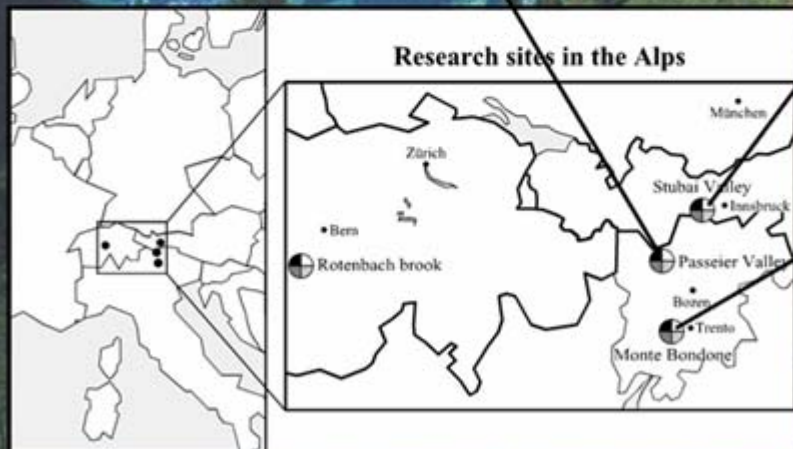 Research sites in the Alps
München
Zürich
Stubai Valley
Innsbruck
Bern
Rotenbach brook
Passeier Valley
Bozen
Trento
Monte Bondone